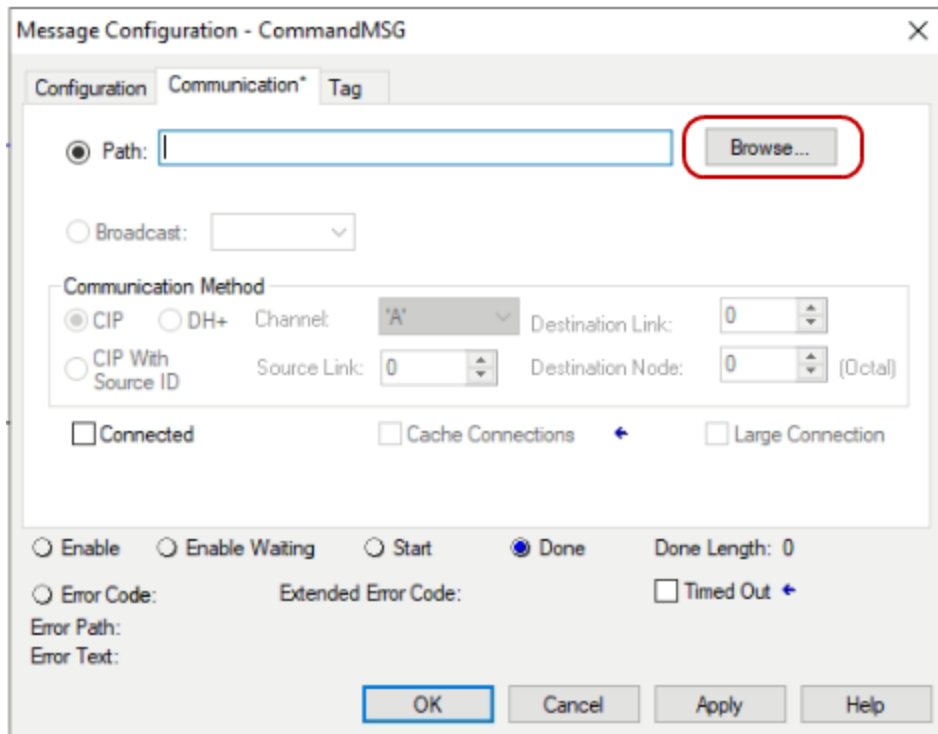 Message Configuration - CommandMSG
Configuration Communication* Tag
Path: Browse...
Broadcast:
Communication Method
CIP DH+ Channel: 'A' Destination Link: 0
CIP With Source ID Source Link: 0 Destination Node: 0 (Octal)
Connected Cache Connections Large Connection
Enable Enable Waiting Start Done Done Length: 0
Error Code: Extended Error Code: Timed Out
Error Path:
Error Text:
OK Cancel Apply Help